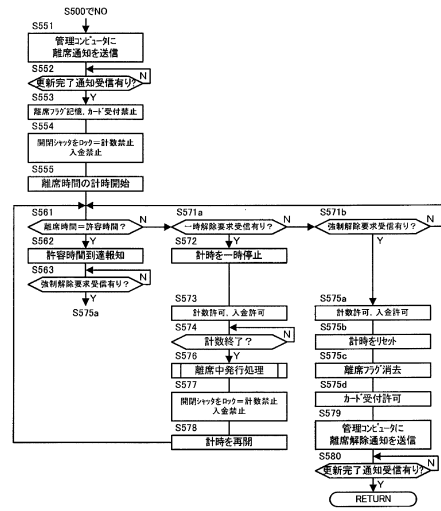 S500でNO
S551
管理コンピュータに
離席通知を送信
S552
更新完了通知受信有り?
N
Y
S553
離席フラグ記憶、カード受付禁止
S554
開閉シャッタをロック=計数禁止
入金禁止
S555
離席時間の計時開始
S561
離席時間=許容時間?
N
Y
S562
許容時間到達報知
S563
強制解除要求受信有り?
N
Y
S575a
S571a
一時解除要求受信有り?
N
Y
S572
計時を一時停止
S573
計数許可、入金許可
S574
計数終了?
N
Y
S576
離席中発行処理
S577
開閉シャッタをロック=計数禁止
入金禁止
S578
計時を再開
S571b
強制解除要求受信有り?
N
Y
S575a
計数許可、入金許可
S575b
計時をリセット
S575c
離席フラグ消去
S575d
カード受付許可
S579
管理コンピュータに
離席解除通知を送信
S580
更新完了通知受信有り?
N
Y
RETURN